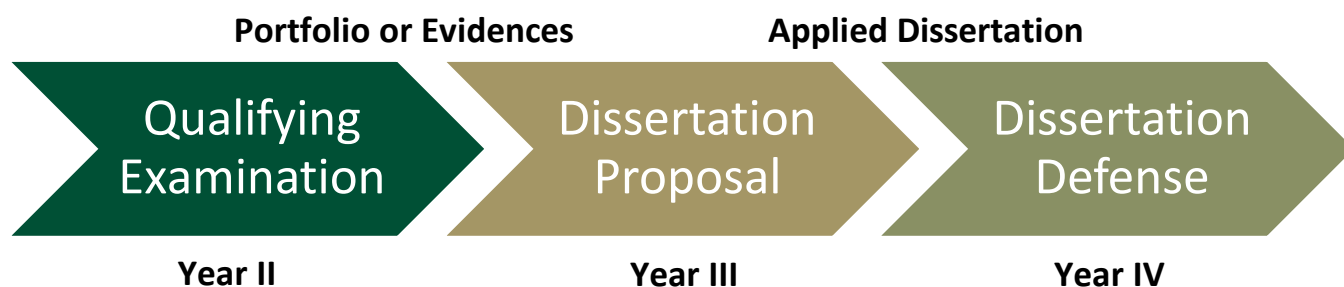 Portfolio or Evidences
Applied Dissertation
Qualifying
Examination
Dissertation
Proposal
Dissertation
Defense
Year II
Year III
Year IV